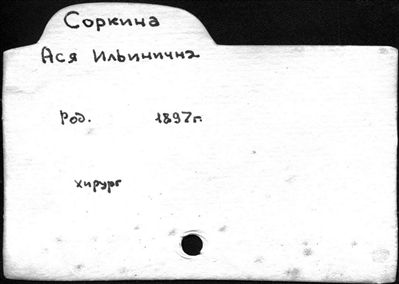 Соркина
Ася Ильинична
Род. 1897г.
хирург